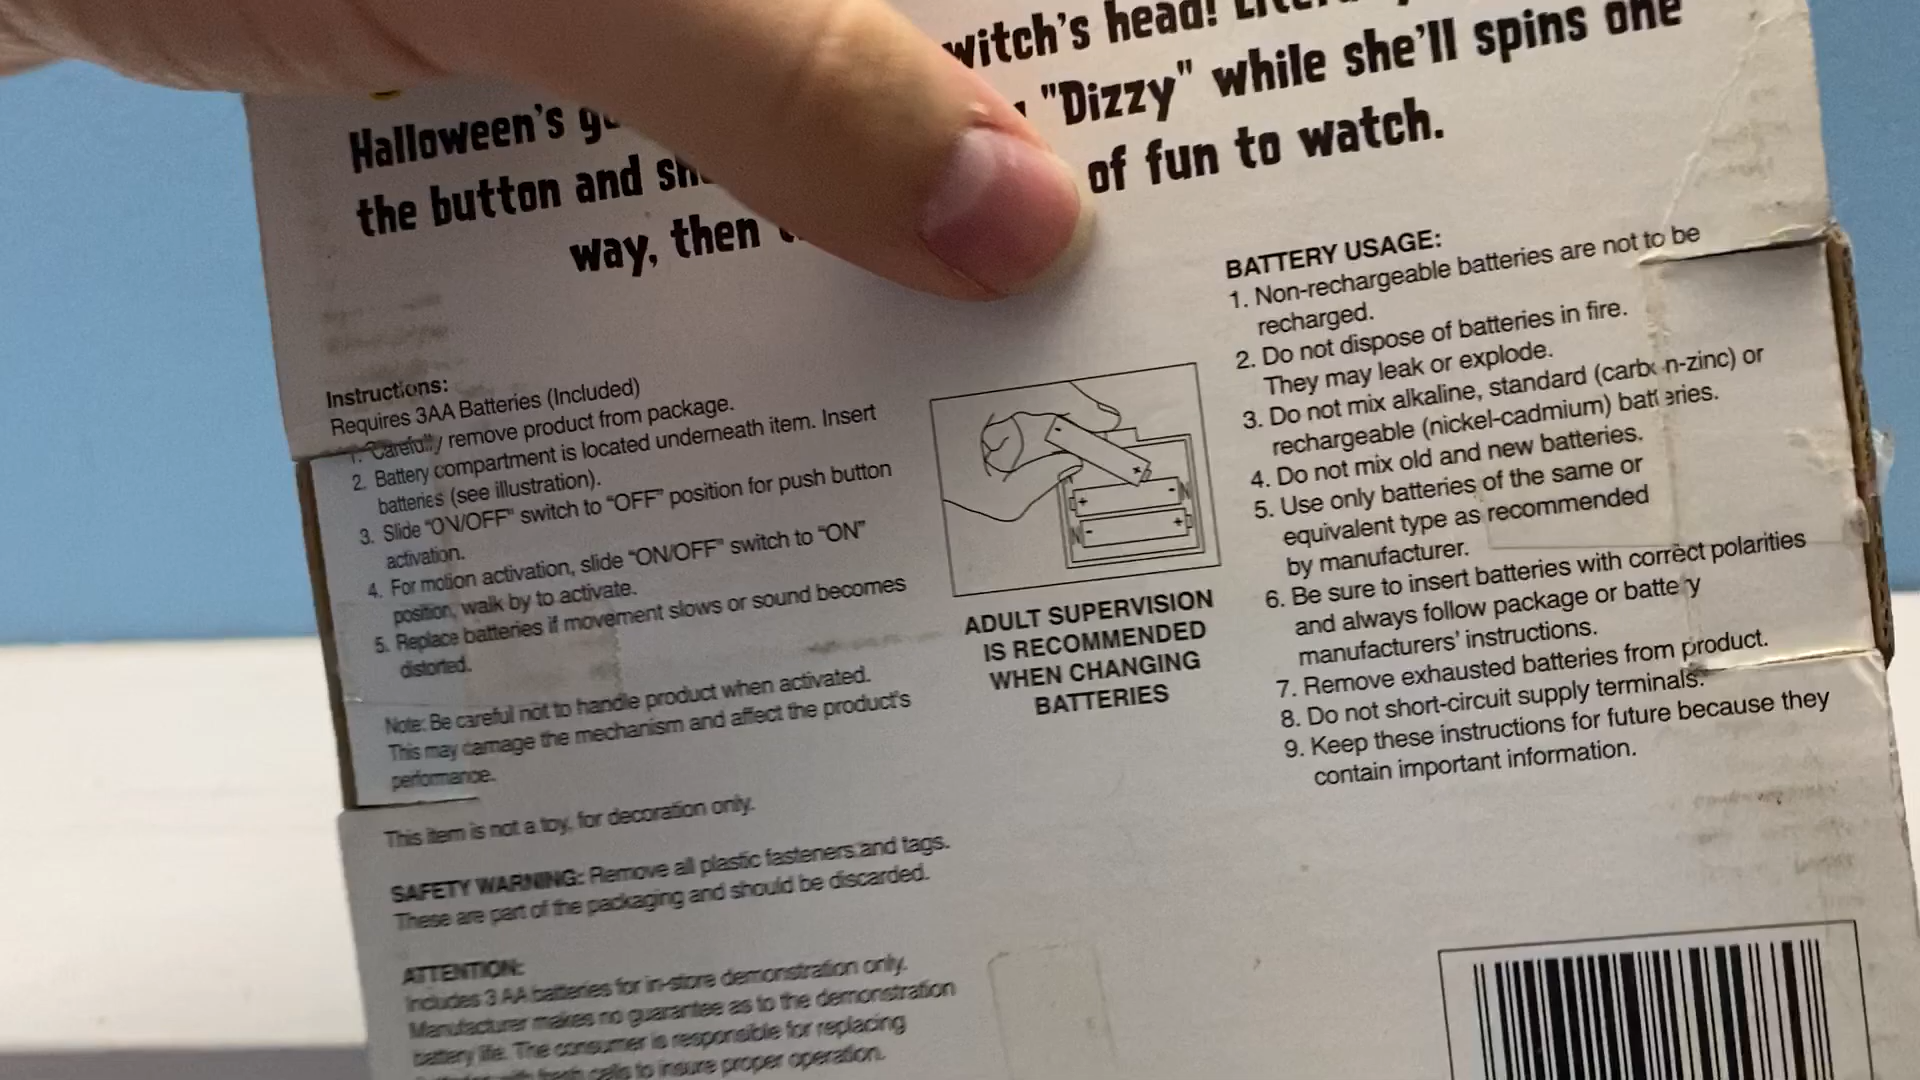 witch's head!
Halloween's "Dizzy" while she'll spins one
the button and of fun to watch.
way, then
Instructions:
Requires 3AA Batteries (Included)
1. Carefully remove product from package.
2. Battery compartment is located underneath item. Insert
batteries (see illustration).
3. Slide "ON/OFF" switch to "OFF" position for push button
activation.
4. For motion activation, slide "ON/OFF" switch to "ON"
position, walk by to activate.
5. Replace batteries if movement slows or sound becomes
distorted.
Note: Be careful not to handle product when activated.
This may damage the mechanism and affect the product's
performance.
This item is not a toy, for decoration only.
SAFETY WARNING: Remove all plastic fasteners and tags.
These are part of the packaging and should be discarded.
ATTENTION:
Includes 3 AA batteries for in-store demonstration only.
Manufacturer makes no guarantee as to the demonstration
battery life. The consumer is responsible for replacing
batteries with fresh cells to insure proper operation.
ADULT SUPERVISION
IS RECOMMENDED
WHEN CHANGING
BATTERIES
BATTERY USAGE:
1. Non-rechargeable batteries are not to be
recharged.
2. Do not dispose of batteries in fire.
They may leak or explode.
3. Do not mix alkaline, standard (carbon-zinc) or
rechargeable (nickel-cadmium) batteries.
4. Do not mix old and new batteries.
5. Use only batteries of the same or
equivalent type as recommended
by manufacturer.
6. Be sure to insert batteries with correct polarities
and always follow package or battery
manufacturers' instructions.
7. Remove exhausted batteries from product.
8. Do not short-circuit supply terminals.
9. Keep these instructions for future because they
contain important information.